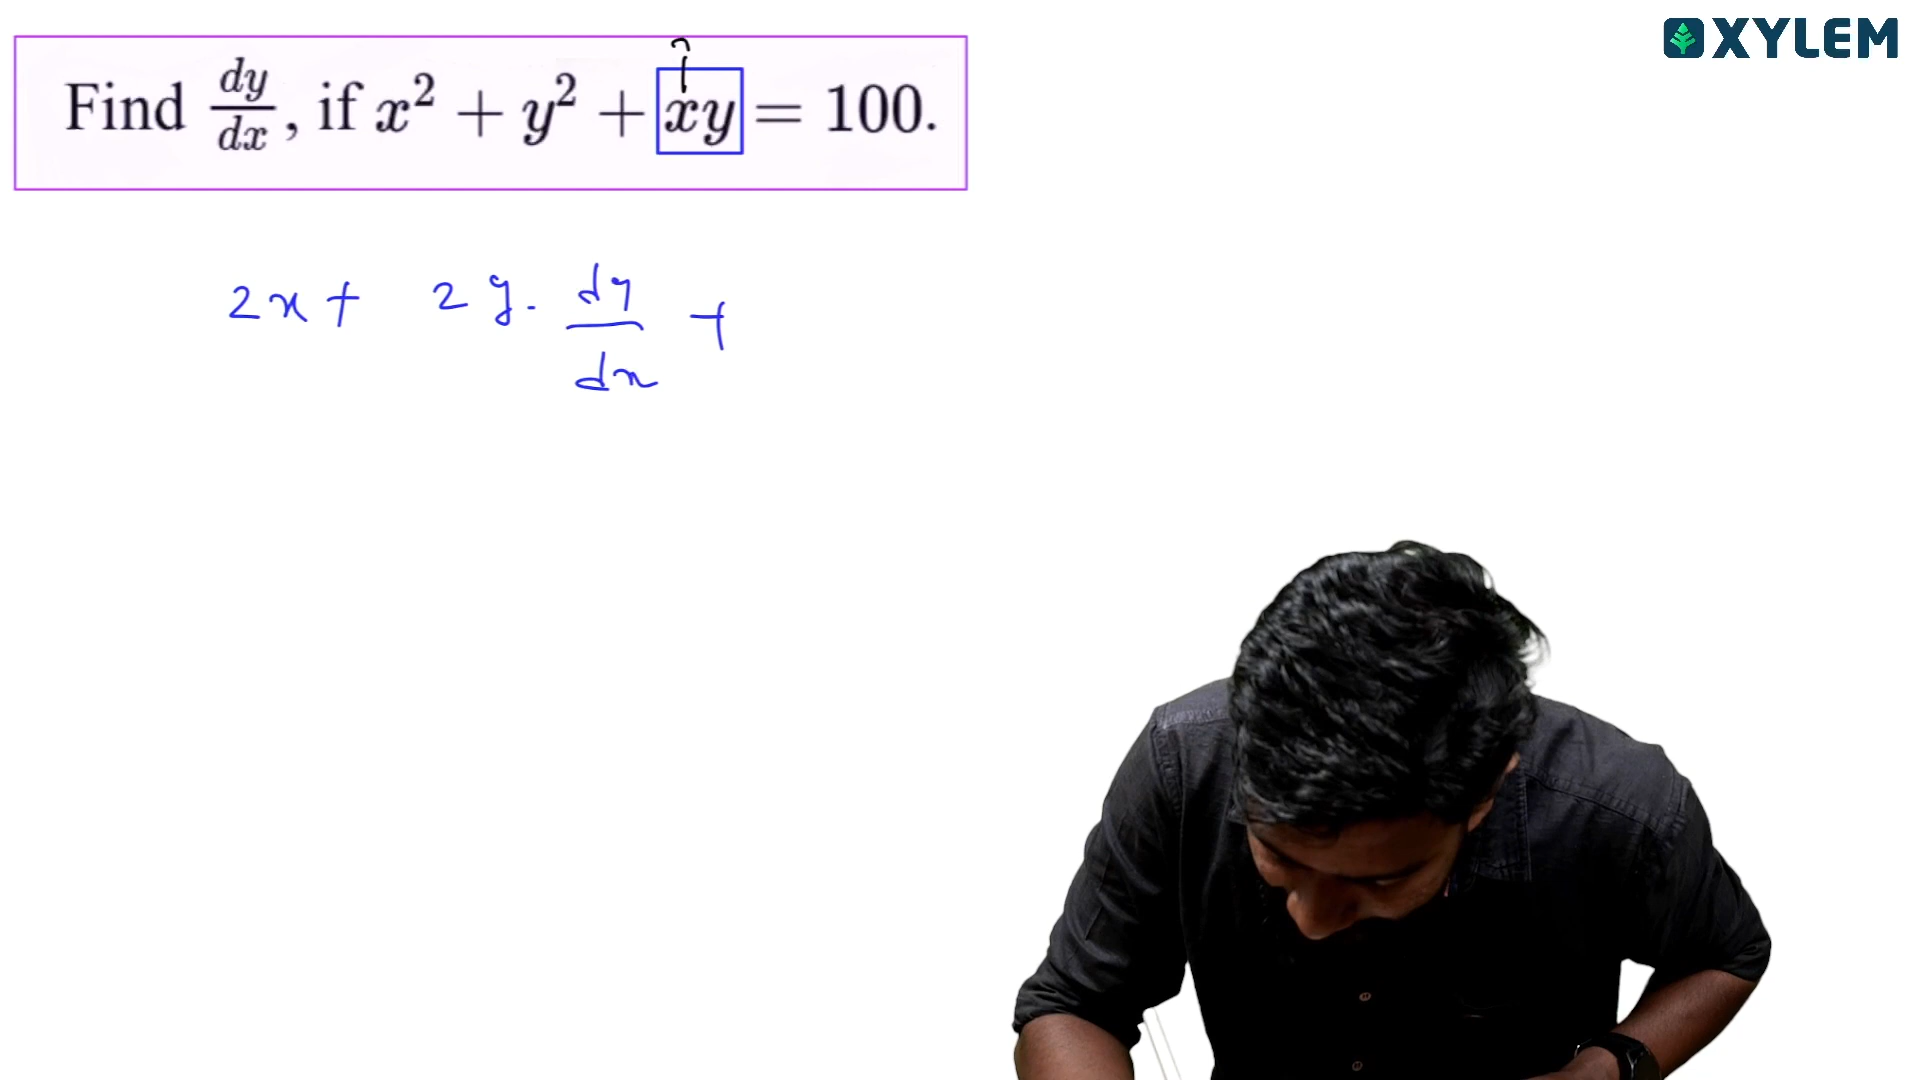 XYLEM
Find dy/dx, if x² + y² + xy = 100.
2x + 2y. dy/dx +